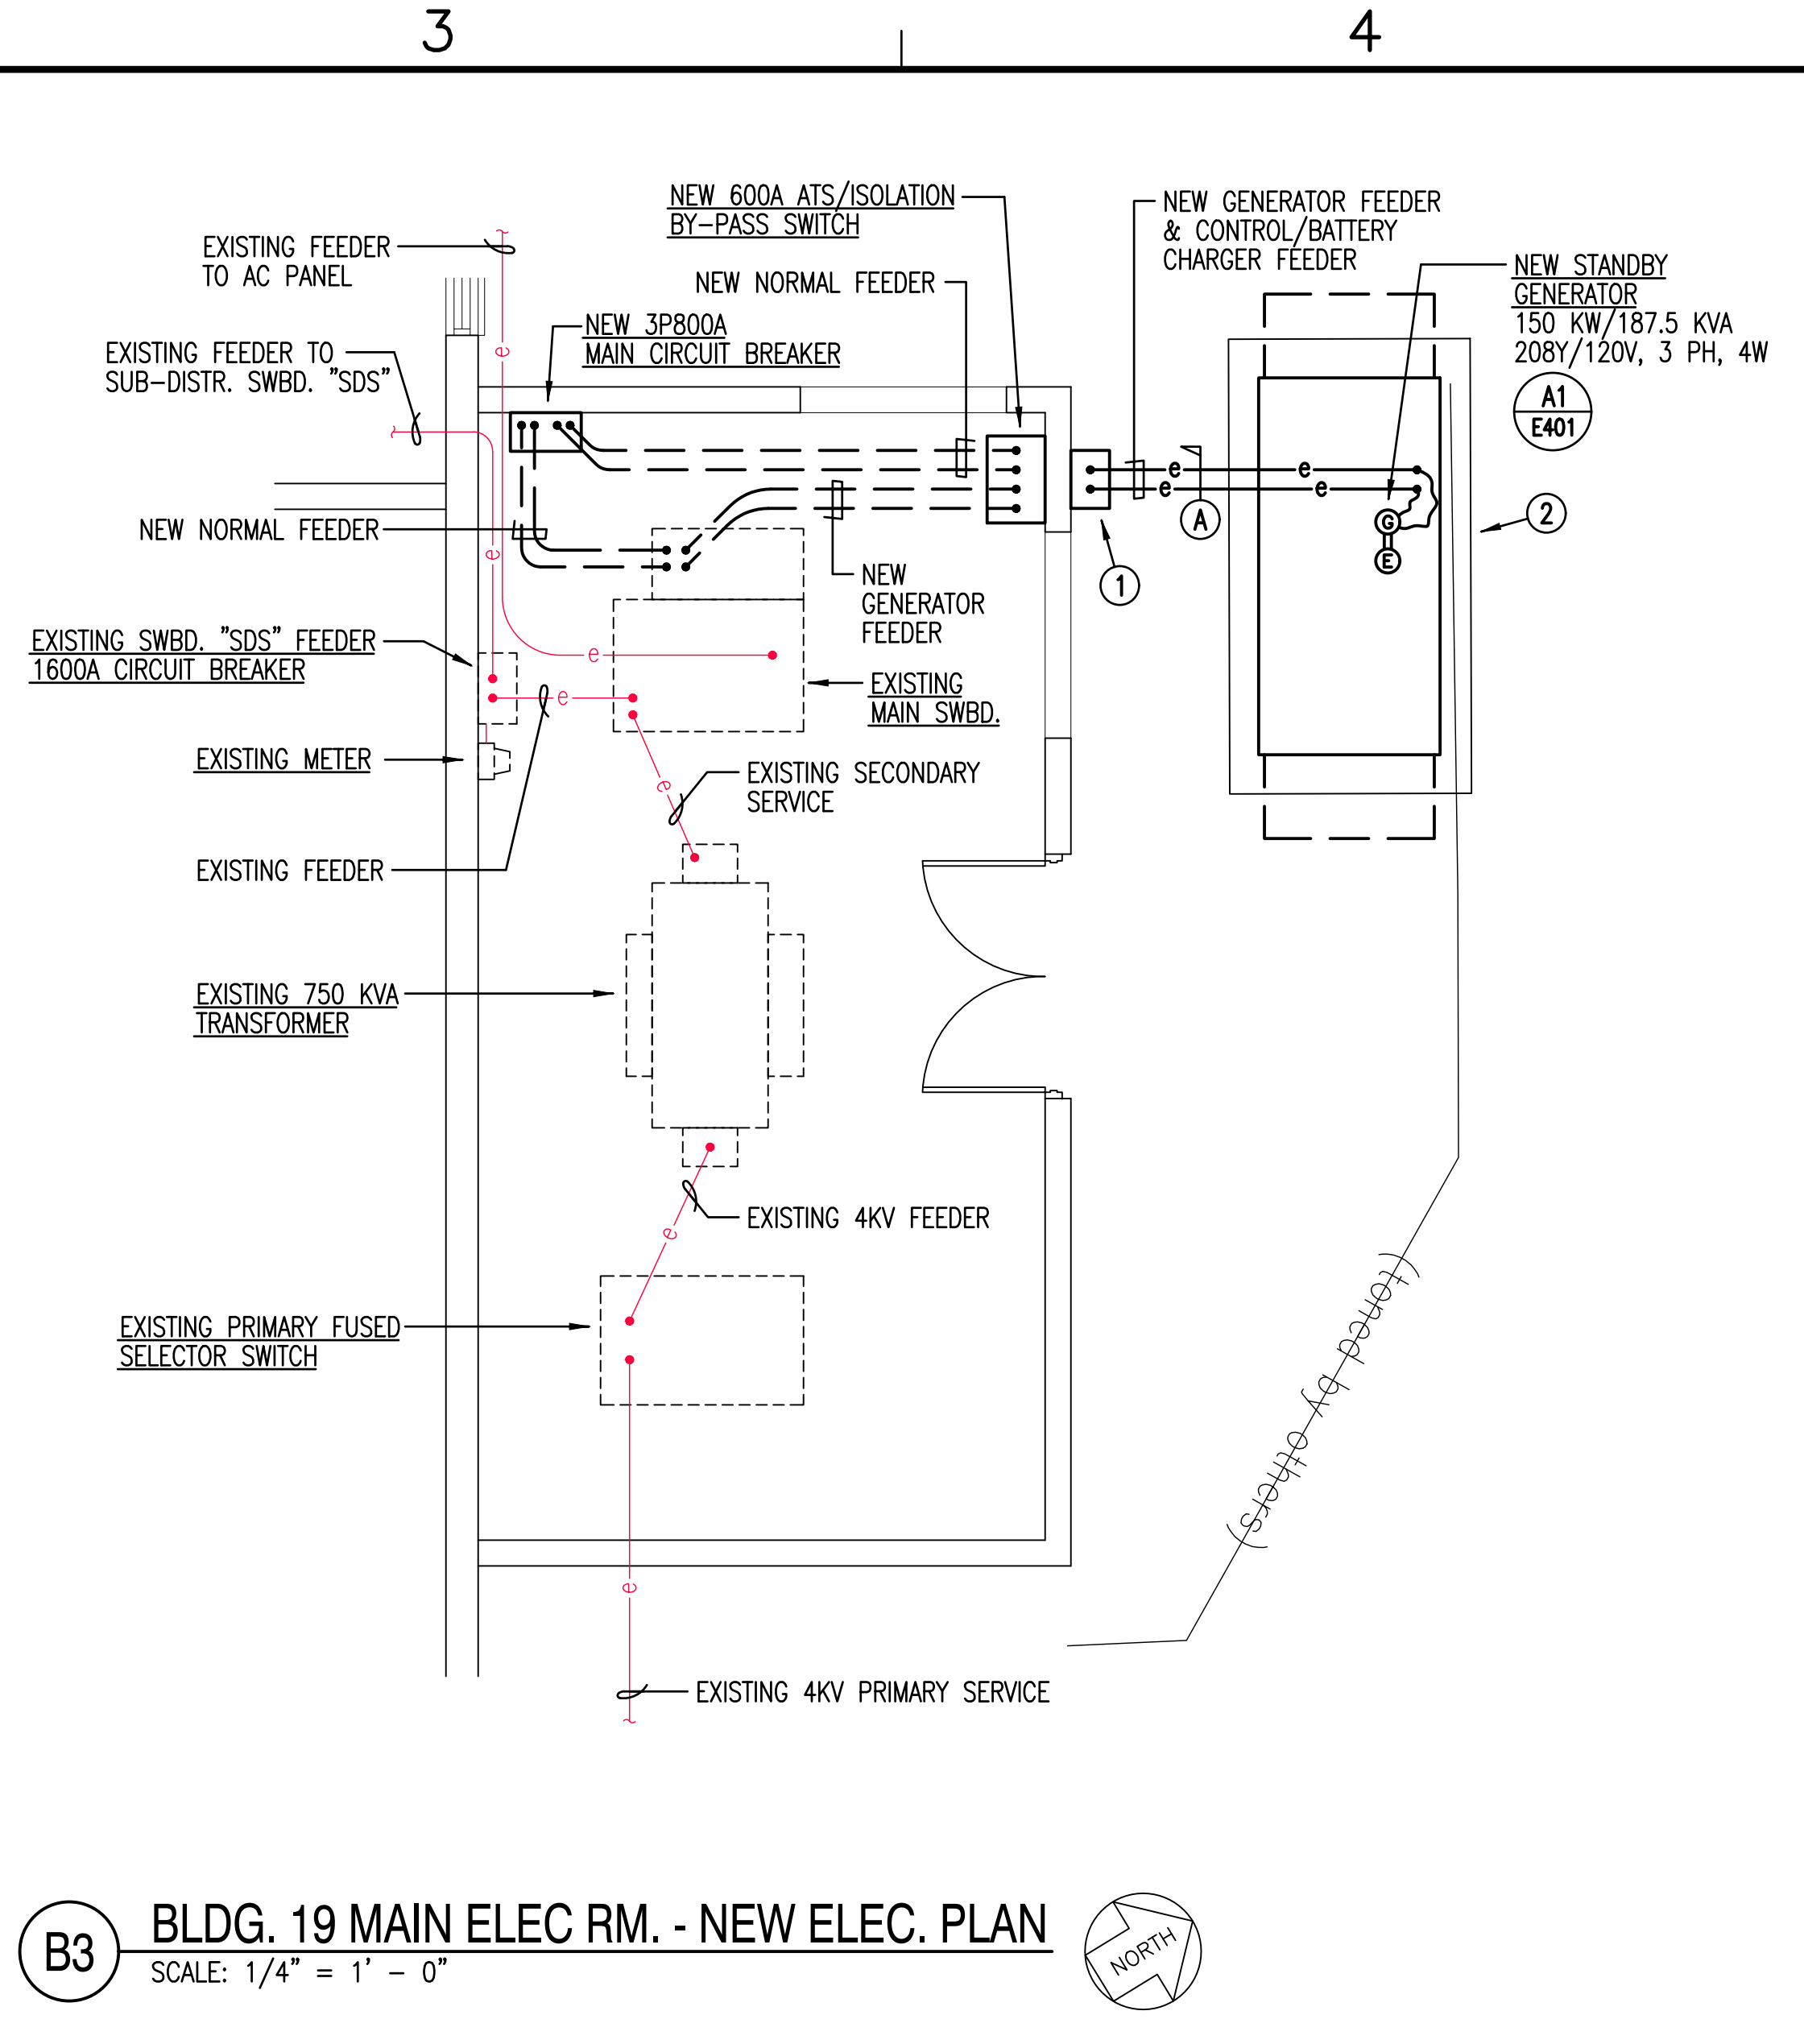 3
4
NEW 600A ATS/ISOLATION
BY-PASS SWITCH
NEW GENERATOR FEEDER
& CONTROL/BATTERY
CHARGER FEEDER
EXISTING FEEDER
TO AC PANEL
NEW NORMAL FEEDER
NEW STANDBY
GENERATOR
150 KW/187.5 KVA
208Y/120V, 3 PH, 4W
A1
E401
NEW 3P800A
MAIN CIRCUIT BREAKER
EXISTING FEEDER TO
SUB-DISTR. SWBD. "SDS"
e
e
e
e
e
A
G
E
2
1
NEW NORMAL FEEDER
e
NEW
GENERATOR
FEEDER
EXISTING SWBD. "SDS" FEEDER
1600A CIRCUIT BREAKER
e
e
EXISTING
MAIN SWBD.
EXISTING METER
EXISTING SECONDARY
SERVICE
e
EXISTING FEEDER
EXISTING 750 KVA
TRANSFORMER
EXISTING 4KV FEEDER
e
EXISTING PRIMARY FUSED
SELECTOR SWITCH
(fenced by others)
e
EXISTING 4KV PRIMARY SERVICE
B3
BLDG. 19 MAIN ELEC RM. - NEW ELEC. PLAN
SCALE: 1/4" = 1' - 0"
NORTH